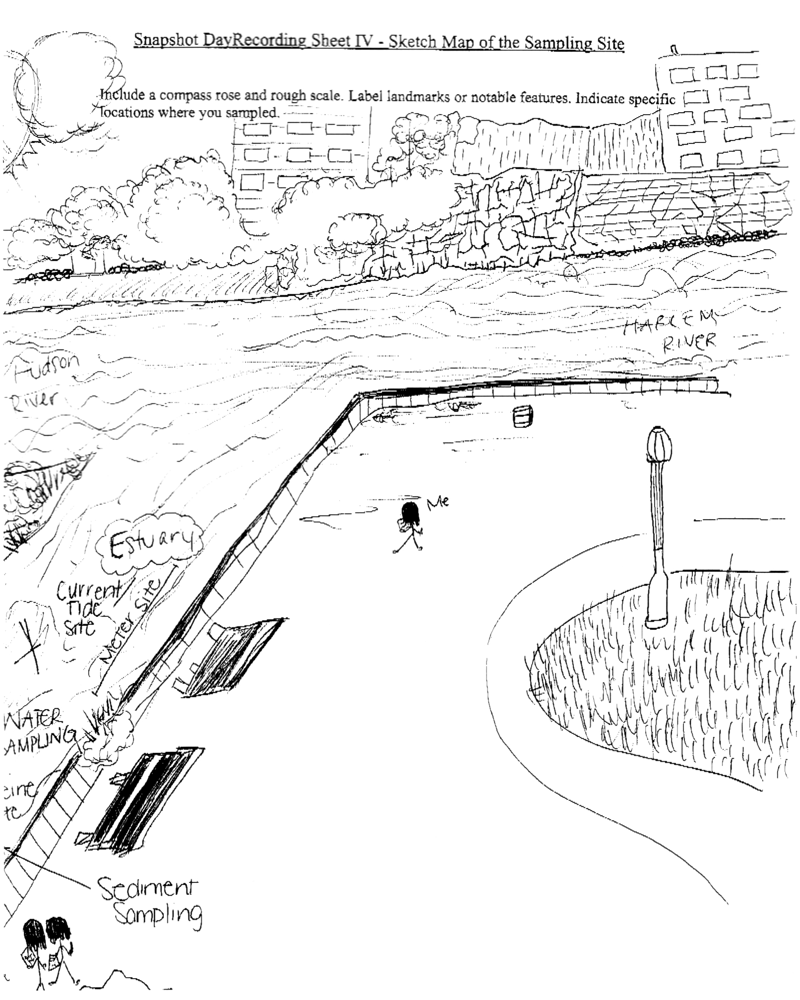 Snapshot DayRecording Sheet IV - Sketch Map of the Sampling Site
Include a compass rose and rough scale. Label landmarks or notable features. Indicate specific
locations where you sampled.
HARLEM
RIVER
Hudson
River
Me
Estuary
Current
Tide
Site
Meter Site
WATER
AMPLING
eine
te
Sediment
Sampling